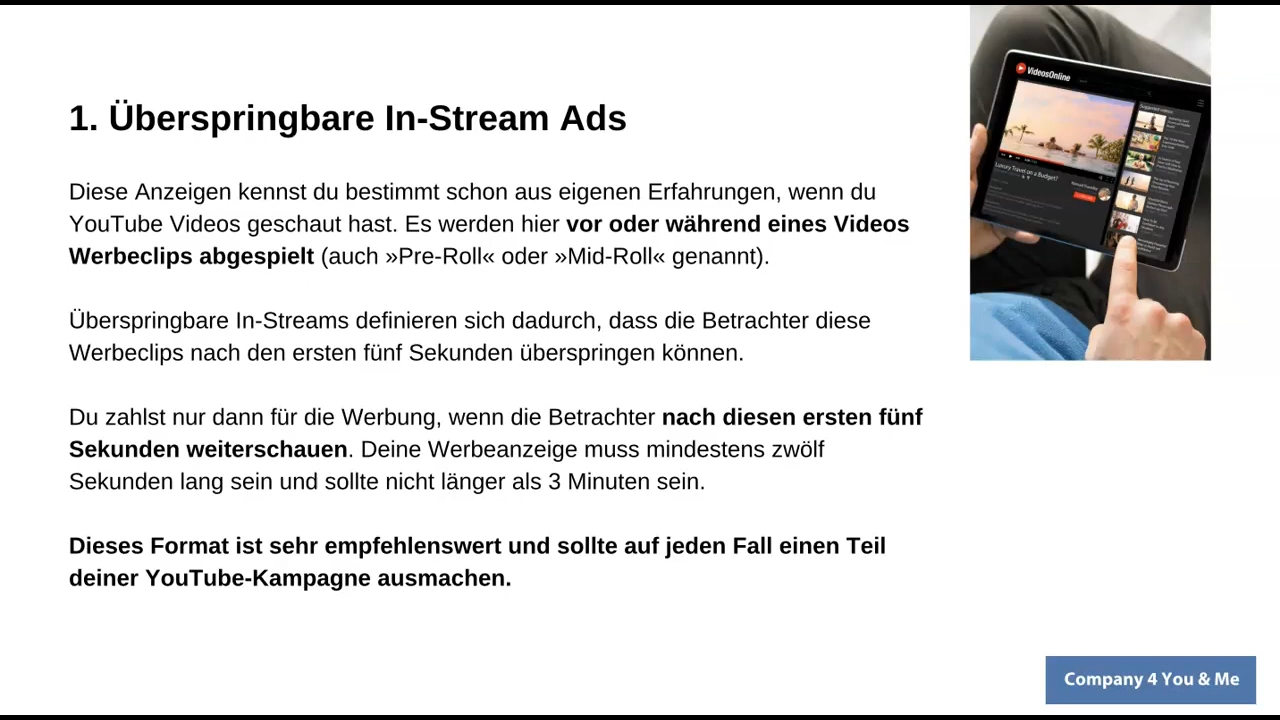 1. Überspringbare In-Stream Ads
Diese Anzeigen kennst du bestimmt schon aus eigenen Erfahrungen, wenn du
YouTube Videos geschaut hast. Es werden hier vor oder während eines Videos
Werbeclips abgespielt (auch »Pre-Roll« oder »Mid-Roll« genannt).
Überspringbare In-Streams definieren sich dadurch, dass die Betrachter diese
Werbeclips nach den ersten fünf Sekunden überspringen können.
Du zahlst nur dann für die Werbung, wenn die Betrachter nach diesen ersten fünf
Sekunden weiterschauen. Deine Werbeanzeige muss mindestens zwölf
Sekunden lang sein und sollte nicht länger als 3 Minuten sein.
Dieses Format ist sehr empfehlenswert und sollte auf jeden Fall einen Teil
deiner YouTube-Kampagne ausmachen.
VideosOnline
Luxury Travel on a Budget?
Company 4 You & Me